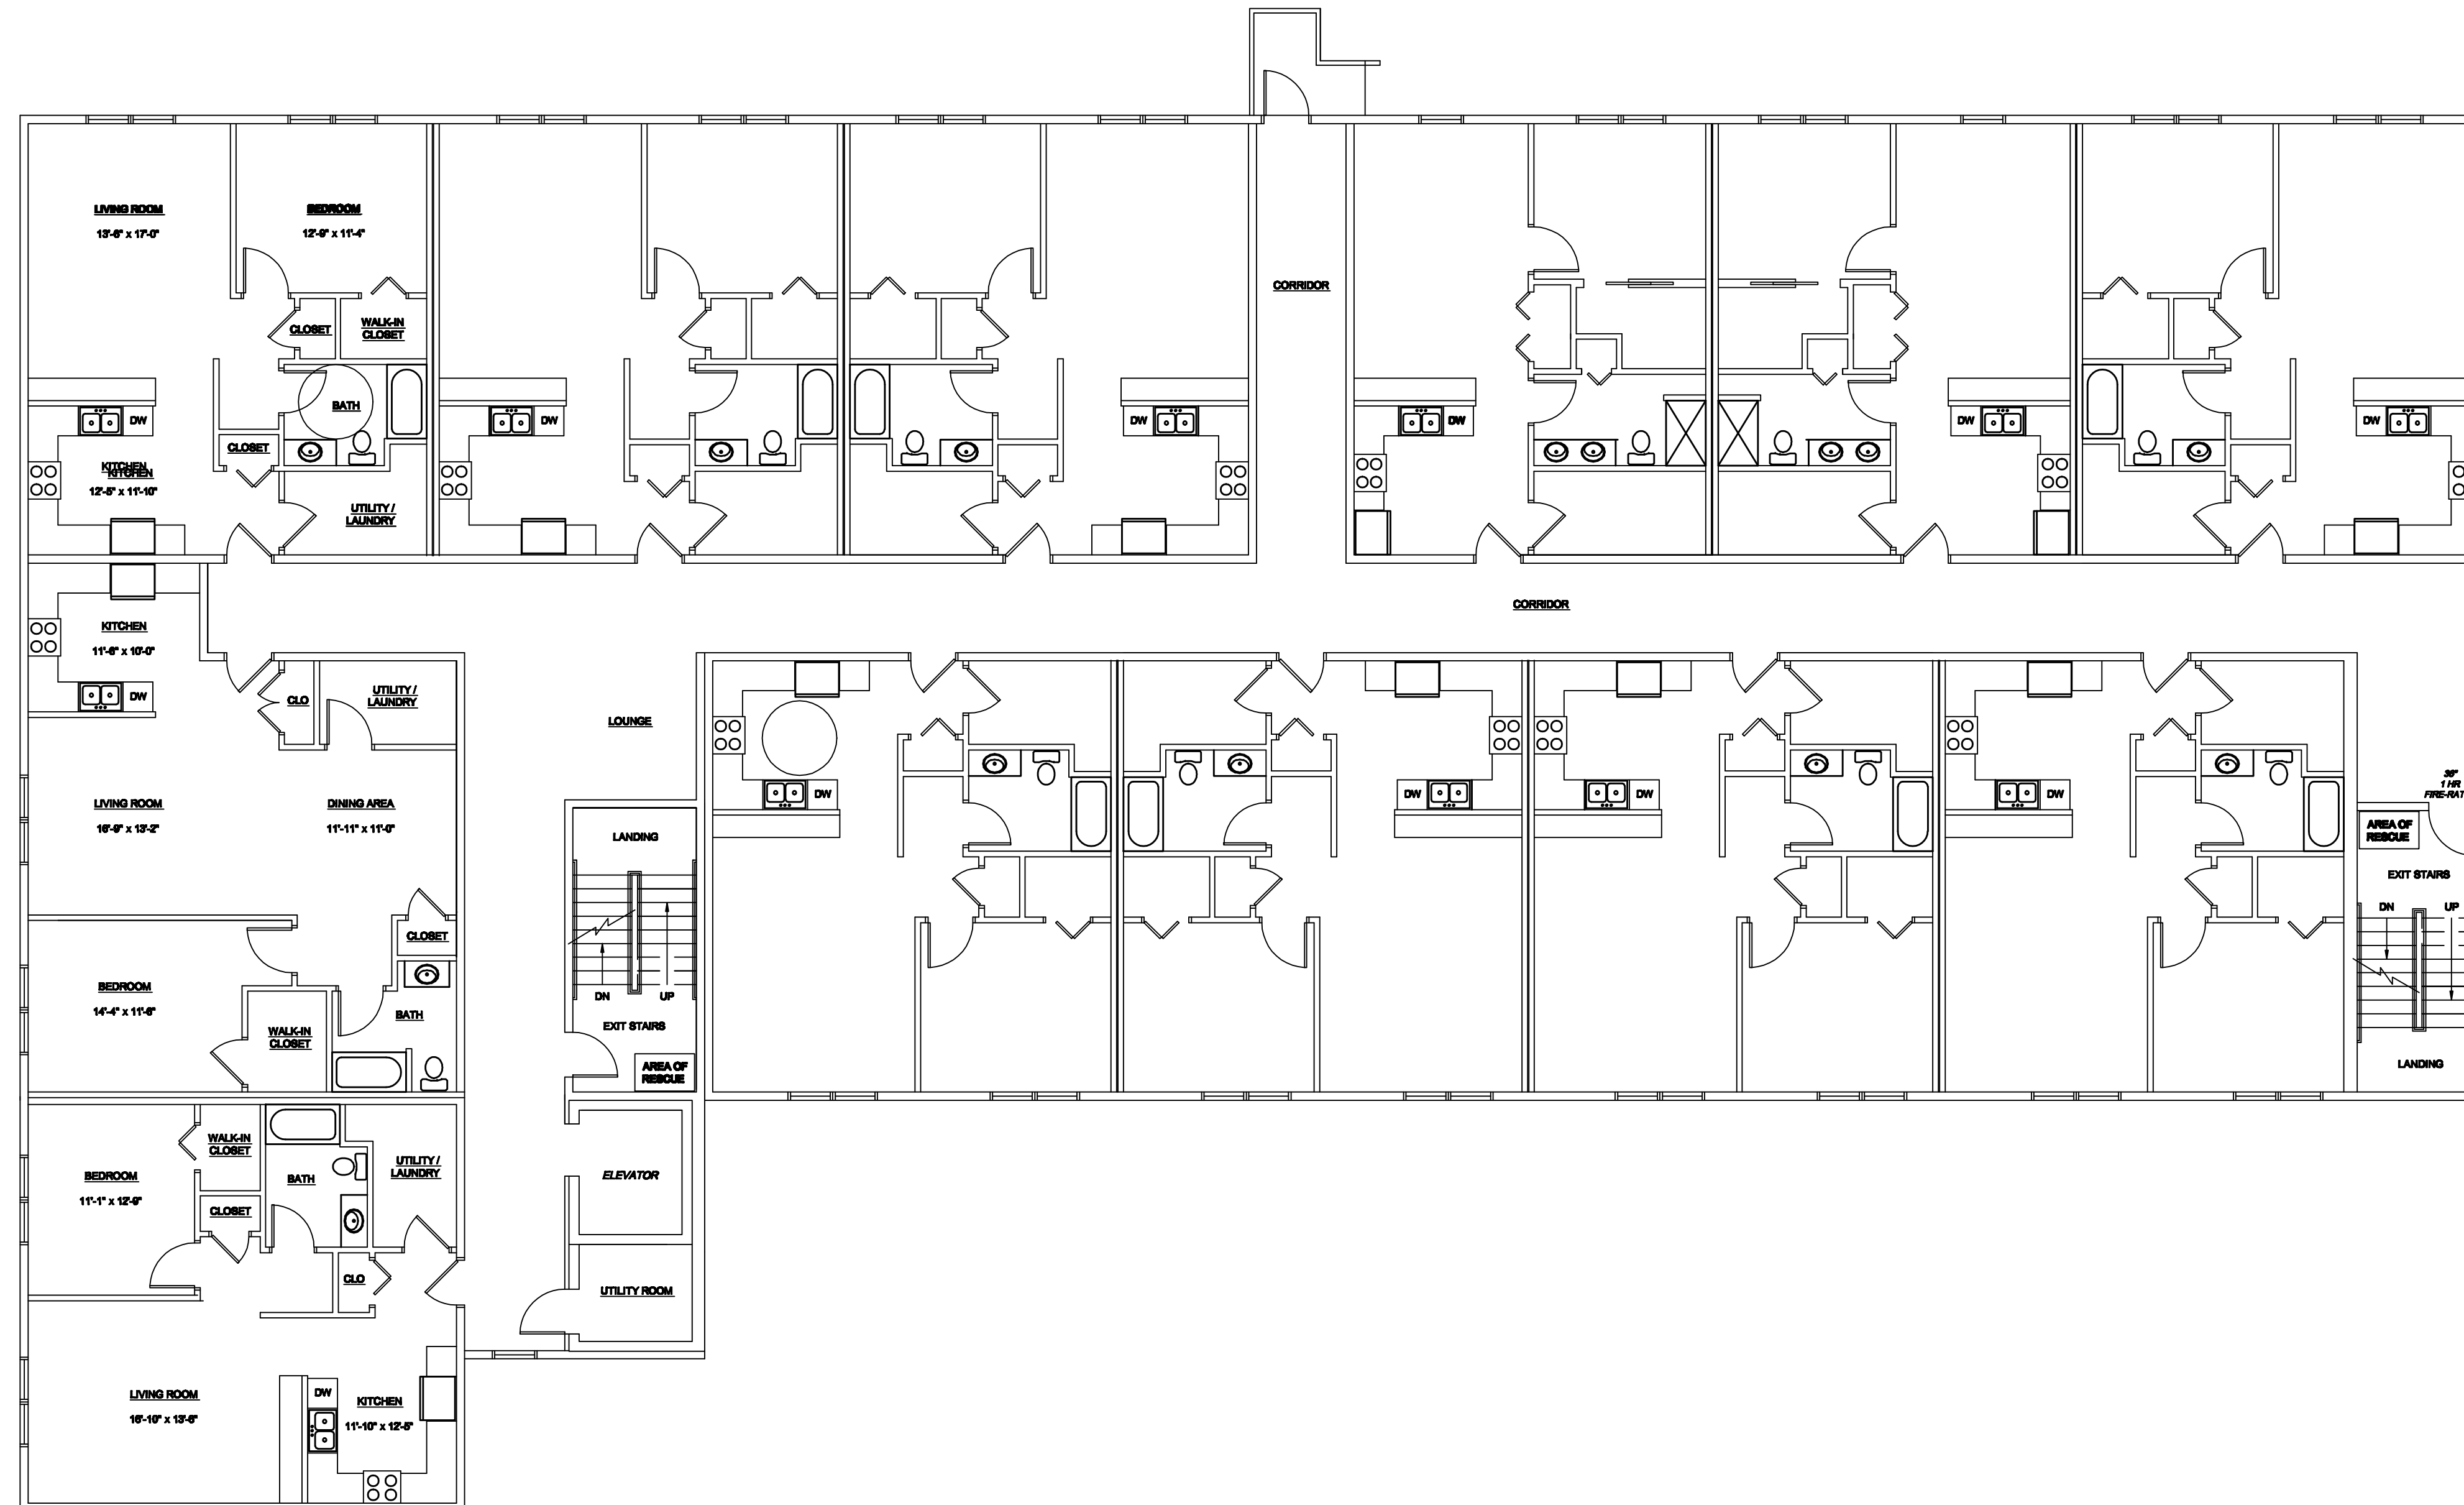 LIVING ROOM
13'-6" x 17'-0"
BEDROOM
12'-9" x 11'-4"
CLOSET
WALK-IN
CLOSET
BATH
DW
CLOSET
KITCHEN
KITCHEN
12'-5" x 11'-10"
UTILITY /
LAUNDRY
DW
DW
CORRIDOR
DW
DW
DW
CORRIDOR
KITCHEN
11'-6" x 10'-0"
DW
CLO
UTILITY /
LAUNDRY
LIVING ROOM
16'-9" x 13'-2"
DINING AREA
11'-11" x 11'-0"
CLOSET
BEDROOM
14'-4" x 11'-6"
WALK-IN
CLOSET
BATH
LOUNGE
LANDING
DN
UP
EXIT STAIRS
AREA OF
RESCUE
DW
DW
DW
DW
36"
1 HR
FIRE-RAT
AREA OF
RESCUE
EXIT STAIRS
DN
UP
LANDING
BEDROOM
11'-1" x 12'-9"
WALK-IN
CLOSET
CLOSET
BATH
UTILITY /
LAUNDRY
CLO
ELEVATOR
UTILITY ROOM
LIVING ROOM
16'-10" x 13'-6"
DW
KITCHEN
11'-10" x 12'-5"